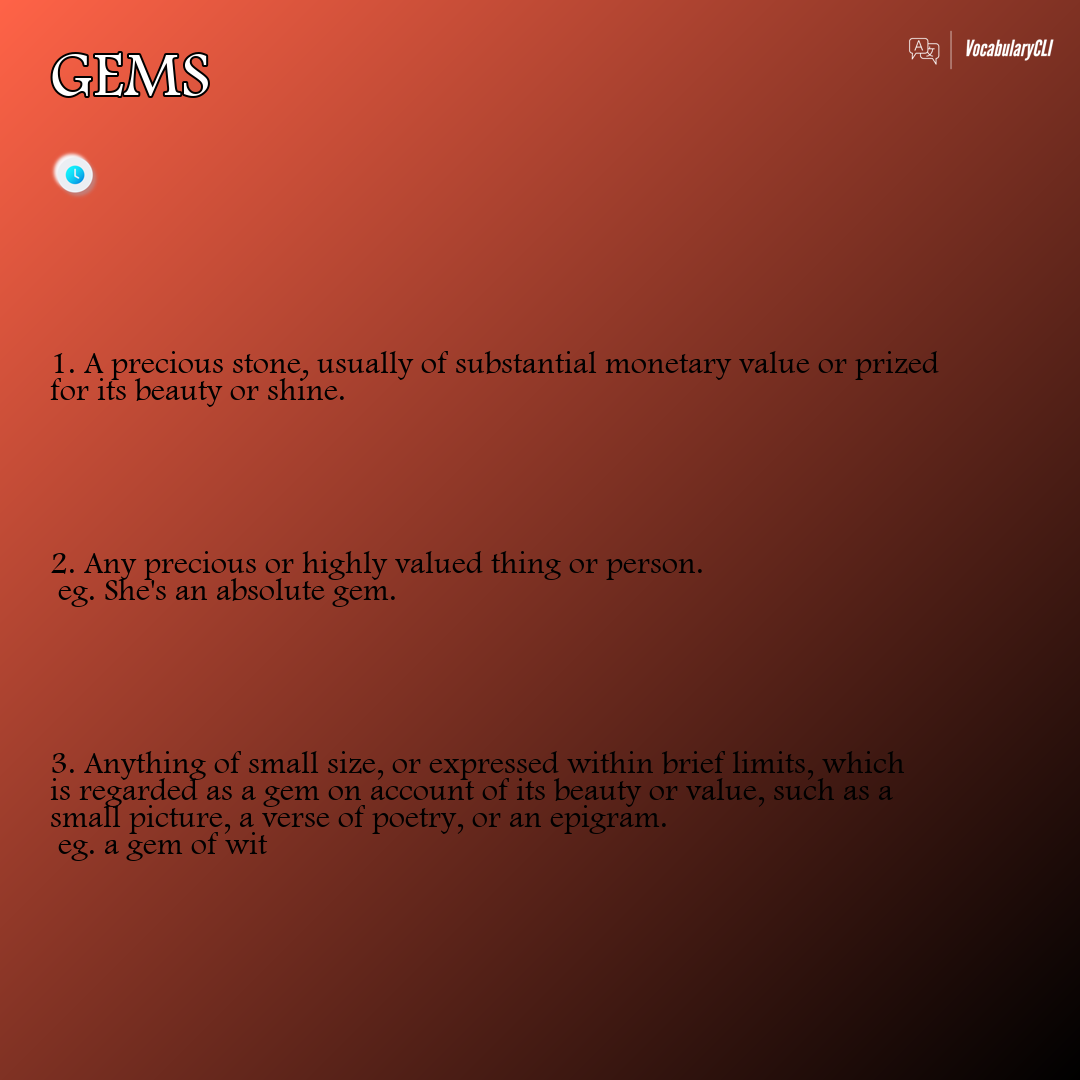 GEMS
VocabularyCLI
1. A precious stone, usually of substantial monetary value or prized
for its beauty or shine.
2. Any precious or highly valued thing or person.
eg. She's an absolute gem.
3. Anything of small size, or expressed within brief limits, which
is regarded as a gem on account of its beauty or value, such as a
small picture, a verse of poetry, or an epigram.
eg. a gem of wit